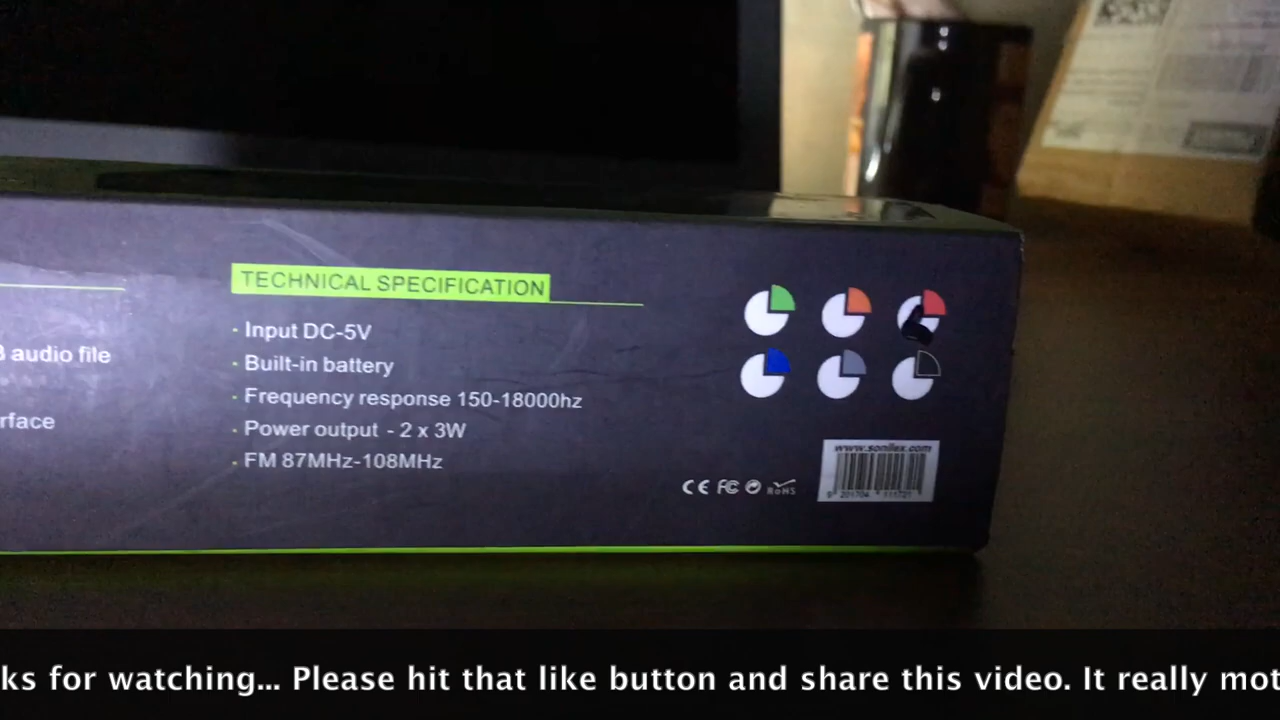 TECHNICAL SPECIFICATION
· Input DC-5V
· Built-in battery
· Frequency response 150-18000hz
· Power output - 2 x 3W
· FM 87MHz-108MHz
audio file
rface
CE FC RoHS
www.sonilex.com
ks for watching... Please hit that like button and share this video. It really mot